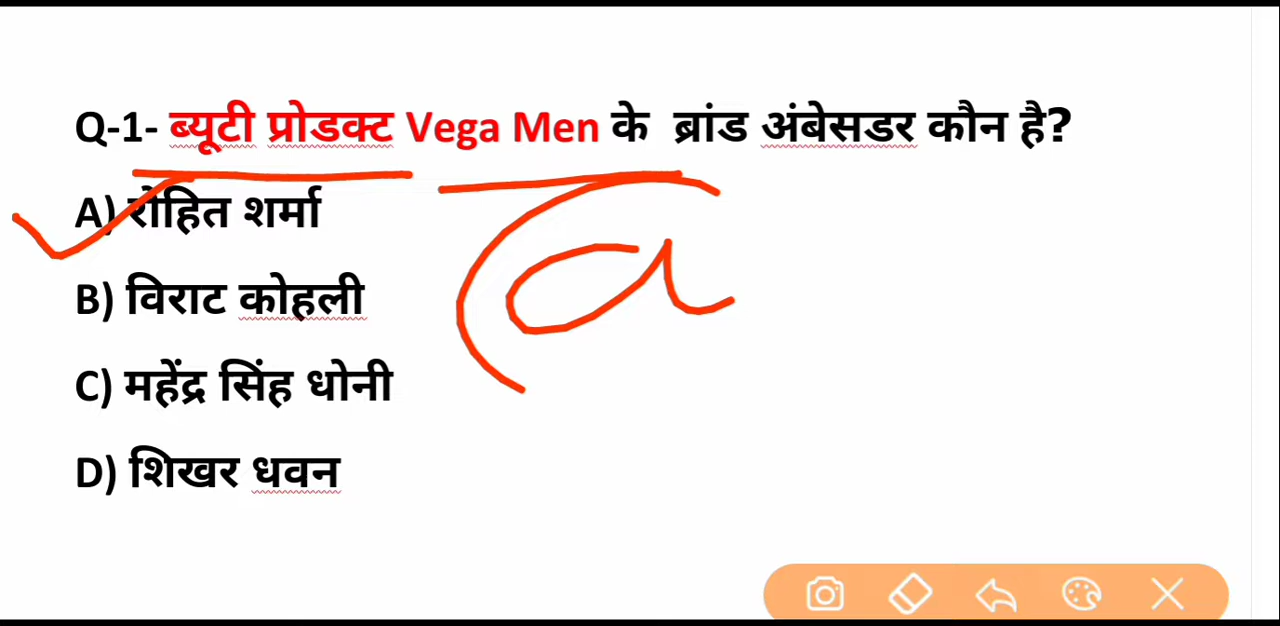 Q-1- ब्यूटी प्रोडक्ट Vega Men के ब्रांड अंबेसडर कौन है?
A) रोहित शर्मा
a
B) विराट कोहली
C) महेंद्र सिंह धोनी
D) शिखर धवन